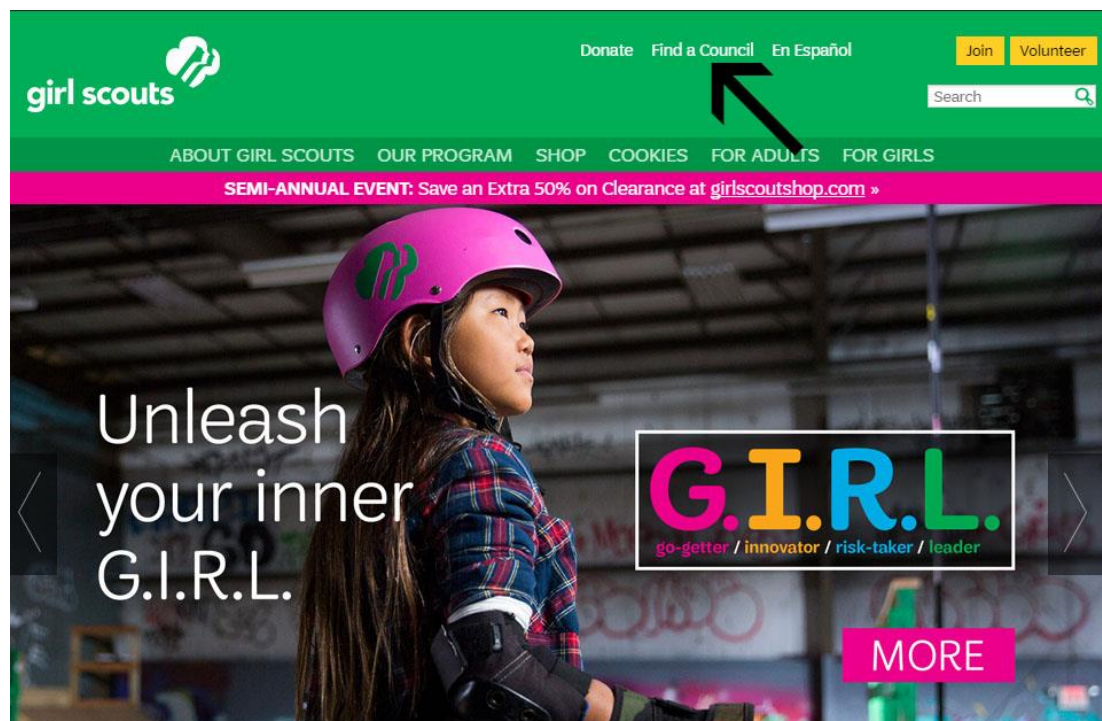 Donate Find a Council En Español Join Volunteer
girl scouts
Search
ABOUT GIRL SCOUTS OUR PROGRAM SHOP COOKIES FOR ADULTS FOR GIRLS
SEMI-ANNUAL EVENT: Save an Extra 50% on Clearance at girlscoutshop.com »
Unleash
your inner
G.I.R.L.
G.I.R.L.
go-getter / innovator / risk-taker / leader
MORE